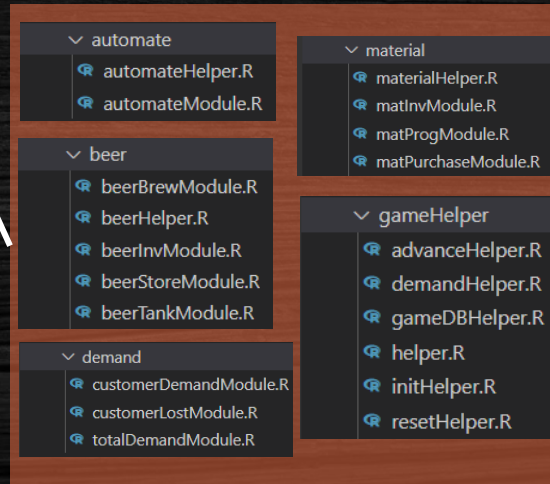 automate
automateHelper.R
automateModule.R
beer
beerBrewModule.R
beerHelper.R
beerInvModule.R
beerStoreModule.R
beerTankModule.R
demand
customerDemandModule.R
customerLostModule.R
totalDemandModule.R
material
materialHelper.R
matInvModule.R
matProgModule.R
matPurchaseModule.R
gameHelper
advanceHelper.R
demandHelper.R
gameDBHelper.R
helper.R
initHelper.R
resetHelper.R